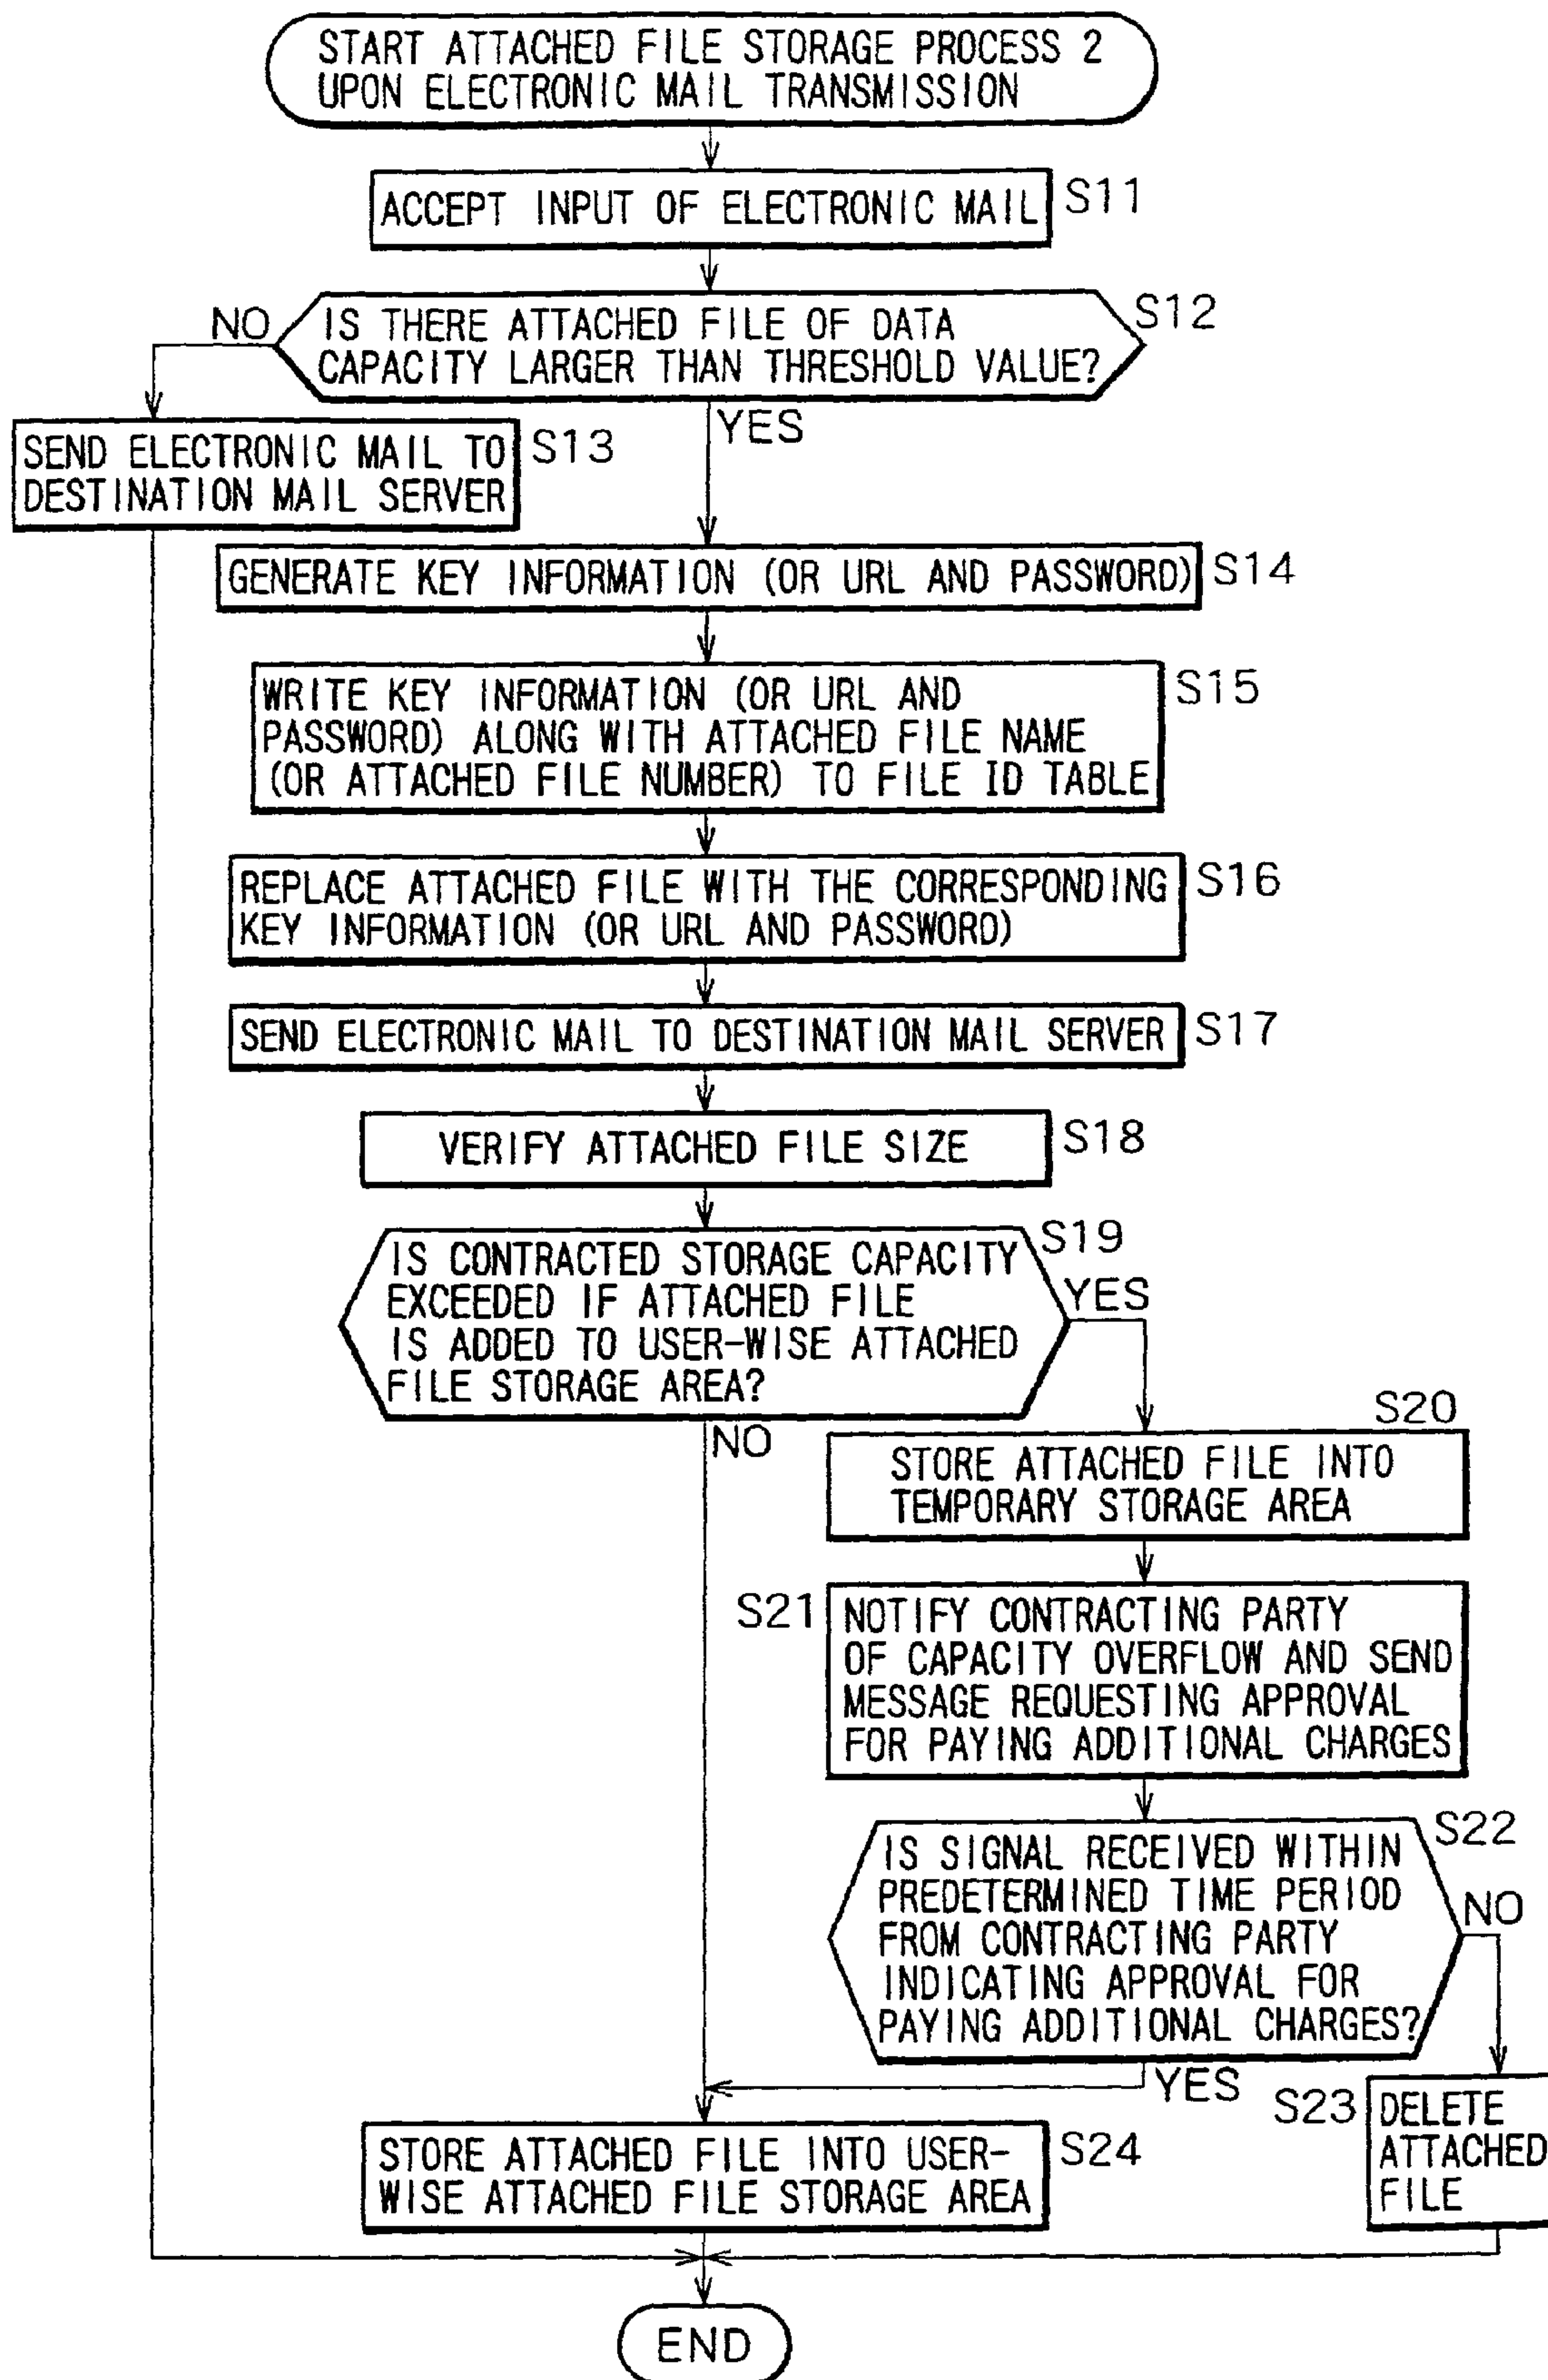 START ATTACHED FILE STORAGE PROCESS 2
UPON ELECTRONIC MAIL TRANSMISSION
ACCEPT INPUT OF ELECTRONIC MAIL
S11
IS THERE ATTACHED FILE OF DATA
CAPACITY LARGER THAN THRESHOLD VALUE?
S12
NO
YES
SEND ELECTRONIC MAIL TO
DESTINATION MAIL SERVER
S13
GENERATE KEY INFORMATION (OR URL AND PASSWORD)
S14
WRITE KEY INFORMATION (OR URL AND
PASSWORD) ALONG WITH ATTACHED FILE NAME
(OR ATTACHED FILE NUMBER) TO FILE ID TABLE
S15
REPLACE ATTACHED FILE WITH THE CORRESPONDING
KEY INFORMATION (OR URL AND PASSWORD)
S16
SEND ELECTRONIC MAIL TO DESTINATION MAIL SERVER
S17
VERIFY ATTACHED FILE SIZE
S18
IS CONTRACTED STORAGE CAPACITY
EXCEEDED IF ATTACHED FILE
IS ADDED TO USER-WISE ATTACHED
FILE STORAGE AREA?
S19
YES
NO
S20
STORE ATTACHED FILE INTO
TEMPORARY STORAGE AREA
S21
NOTIFY CONTRACTING PARTY
OF CAPACITY OVERFLOW AND SEND
MESSAGE REQUESTING APPROVAL
FOR PAYING ADDITIONAL CHARGES
IS SIGNAL RECEIVED WITHIN
PREDETERMINED TIME PERIOD
FROM CONTRACTING PARTY
INDICATING APPROVAL FOR
PAYING ADDITIONAL CHARGES?
S22
NO
YES
S23
DELETE
ATTACHED
FILE
STORE ATTACHED FILE INTO USER-
WISE ATTACHED FILE STORAGE AREA
S24
END